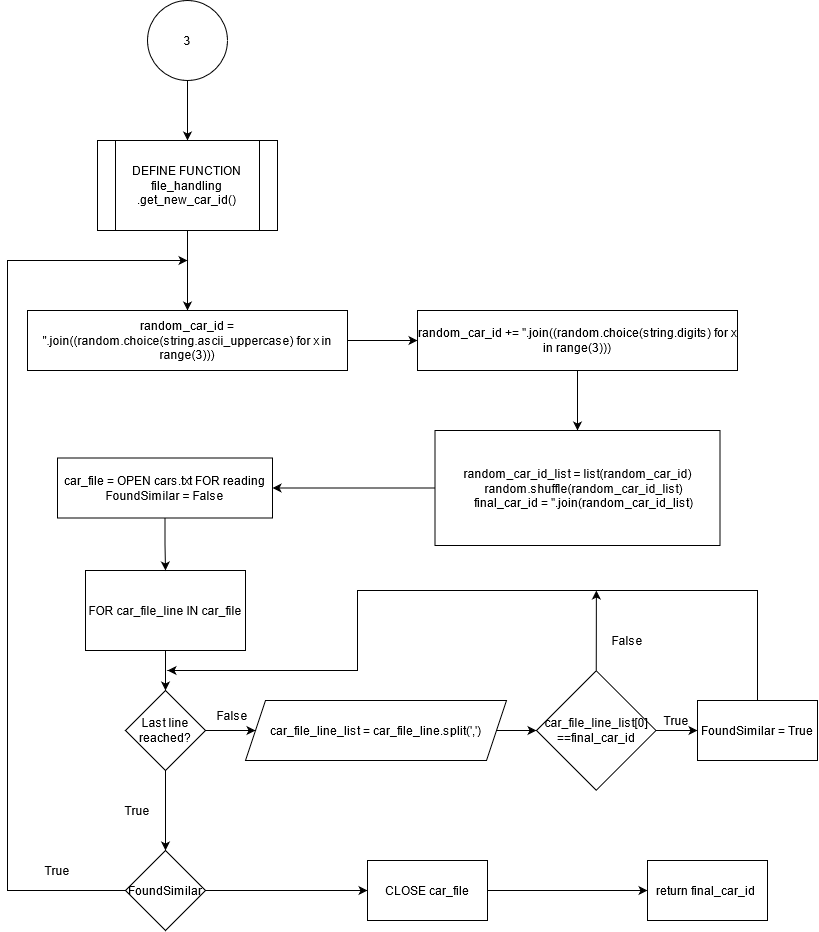 3
DEFINE FUNCTION
file_handling
.get_new_car_id()
random_car_id =
".join((random.choice(string.ascii_uppercase) for x in
range(3)))
random_car_id += ".join((random.choice(string.digits) for x
in range(3)))
random_car_id_list = list(random_car_id)
random.shuffle(random_car_id_list)
final_car_id = ".join(random_car_id_list)
car_file = OPEN cars.txt FOR reading
FoundSimilar = False
FOR car_file_line IN car_file
False
Last line
reached?
False
car_file_line_list = car_file_line.split(',')
car_file_line_list[0]
==final_car_id
True
FoundSimilar = True
True
True
FoundSimilar
CLOSE car_file
return final_car_id